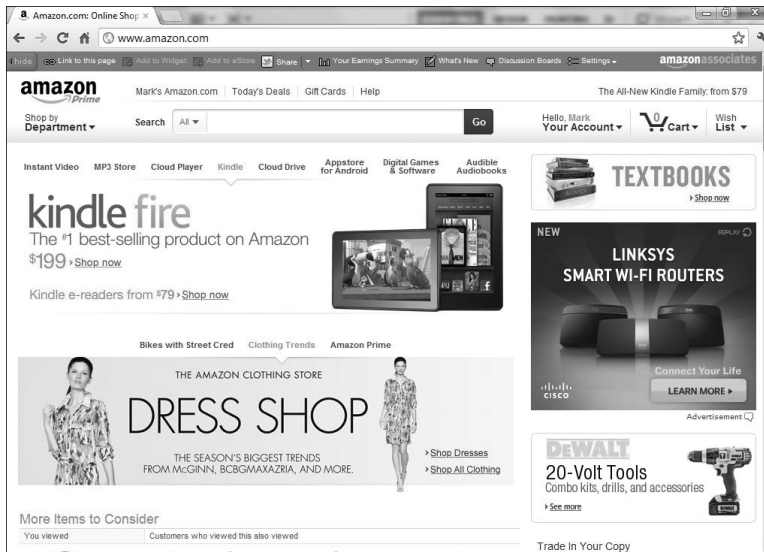 Amazon.com: Online Shop
www.amazon.com
hide Link to this page Add to Widget Add to aStore Share Your Earnings Summary What's New Discussion Boards Settings amazonassociates
amazon Prime
Mark's Amazon.com Today's Deals Gift Cards Help The All-New Kindle Family: from $79
Shop by Department
Search All Go
Hello, Mark Your Account
0 Cart
Wish List
Instant Video MP3 Store Cloud Player Kindle Cloud Drive Appstore for Android Digital Games & Software Audible Audiobooks
kindle fire
The #1 best-selling product on Amazon
$199 Shop now
Kindle e-readers from $79 Shop now
TEXTBOOKS
Shop now
NEW REPLAY
LINKSYS
SMART WI-FI ROUTERS
Connect Your Life
CISCO
LEARN MORE
Advertisement
Bikes with Street Cred Clothing Trends Amazon Prime
THE AMAZON CLOTHING STORE
DRESS SHOP
THE SEASON'S BIGGEST TRENDS
FROM McGINN, BCBGMAXAZRIA, AND MORE.
Shop Dresses
Shop All Clothing
DEWALT
20-Volt Tools
Combo kits, drills, and accessories
See more
More Items to Consider
You viewed Customers who viewed this also viewed
Trade In Your Copy